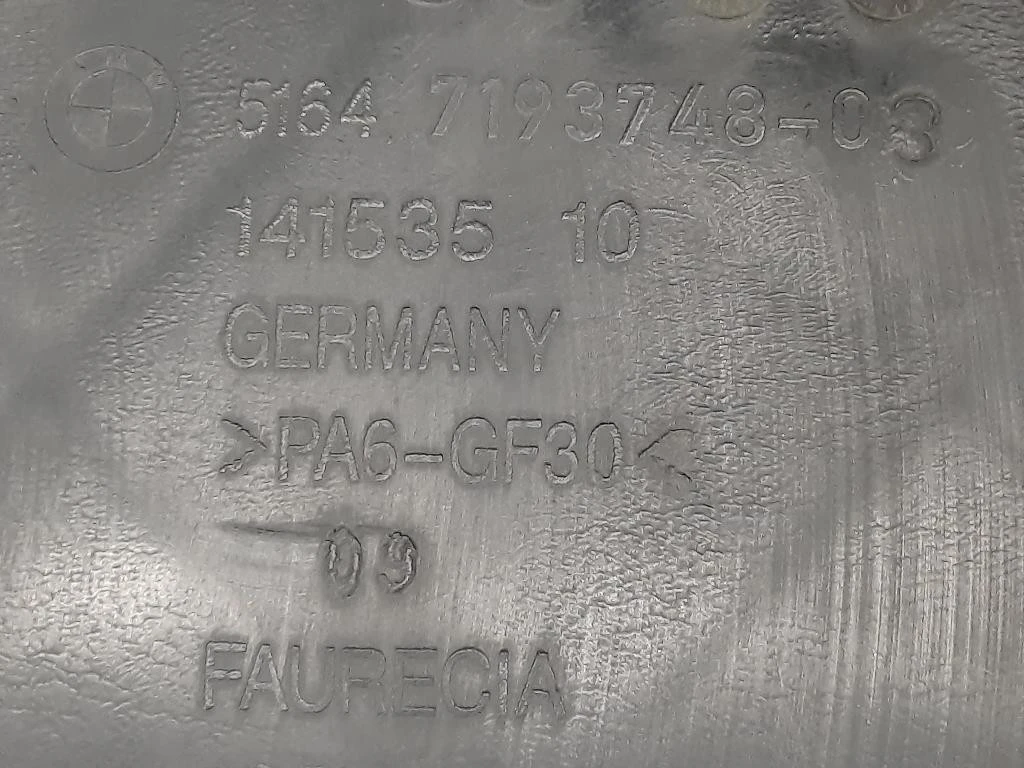 5164 7193748-03
141535 10
GERMANY
>PA6-GF30<
09
FAURECIA